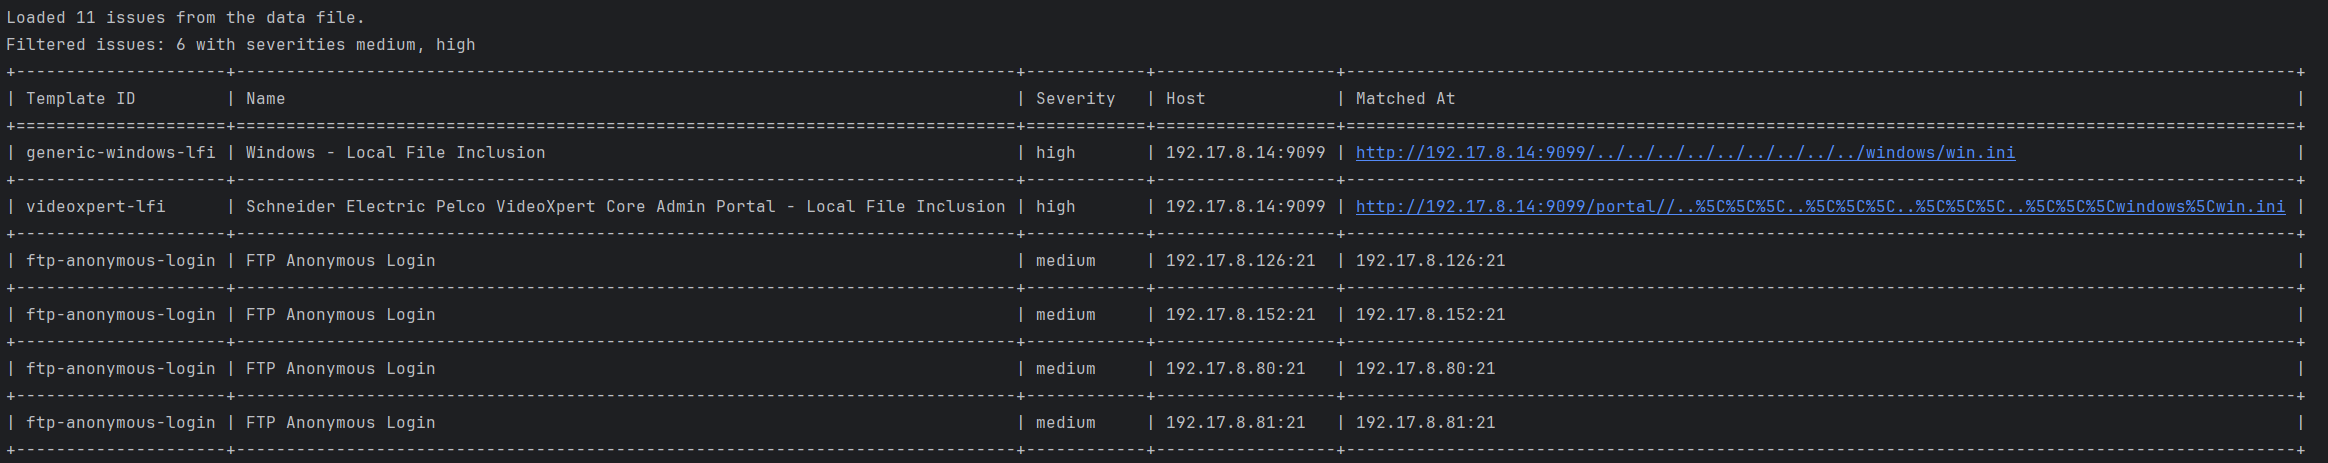 Loaded 11 issues from the data file.
Filtered issues: 6 with severities medium, high
+---------------------+------------------------------------------------------------------------------+------------+------------------+-----------------------------------------------------------------------------------------------+
| Template ID         | Name                                                                         | Severity   | Host             | Matched At                                                                                    |
+=====================+==============================================================================+============+==================+===============================================================================================+
| generic-windows-lfi | Windows - Local File Inclusion                                               | high       | 192.17.8.14:9099 | http://192.17.8.14:9099/../../../../../../../../../windows/win.ini                            |
+---------------------+------------------------------------------------------------------------------+------------+------------------+-----------------------------------------------------------------------------------------------+
| videoxpert-lfi      | Schneider Electric Pelco VideoXpert Core Admin Portal - Local File Inclusion | high       | 192.17.8.14:9099 | http://192.17.8.14:9099/portal//..%5C%5C%5C..%5C%5C%5C..%5C%5C%5C..%5C%5C%5Cwindows%5Cwin.ini |
+---------------------+------------------------------------------------------------------------------+------------+------------------+-----------------------------------------------------------------------------------------------+
| ftp-anonymous-login | FTP Anonymous Login                                                          | medium     | 192.17.8.126:21  | 192.17.8.126:21                                                                               |
+---------------------+------------------------------------------------------------------------------+------------+------------------+-----------------------------------------------------------------------------------------------+
| ftp-anonymous-login | FTP Anonymous Login                                                          | medium     | 192.17.8.152:21  | 192.17.8.152:21                                                                               |
+---------------------+------------------------------------------------------------------------------+------------+------------------+-----------------------------------------------------------------------------------------------+
| ftp-anonymous-login | FTP Anonymous Login                                                          | medium     | 192.17.8.80:21   | 192.17.8.80:21                                                                                |
+---------------------+------------------------------------------------------------------------------+------------+------------------+-----------------------------------------------------------------------------------------------+
| ftp-anonymous-login | FTP Anonymous Login                                                          | medium     | 192.17.8.81:21   | 192.17.8.81:21                                                                                |
+---------------------+------------------------------------------------------------------------------+------------+------------------+-----------------------------------------------------------------------------------------------+